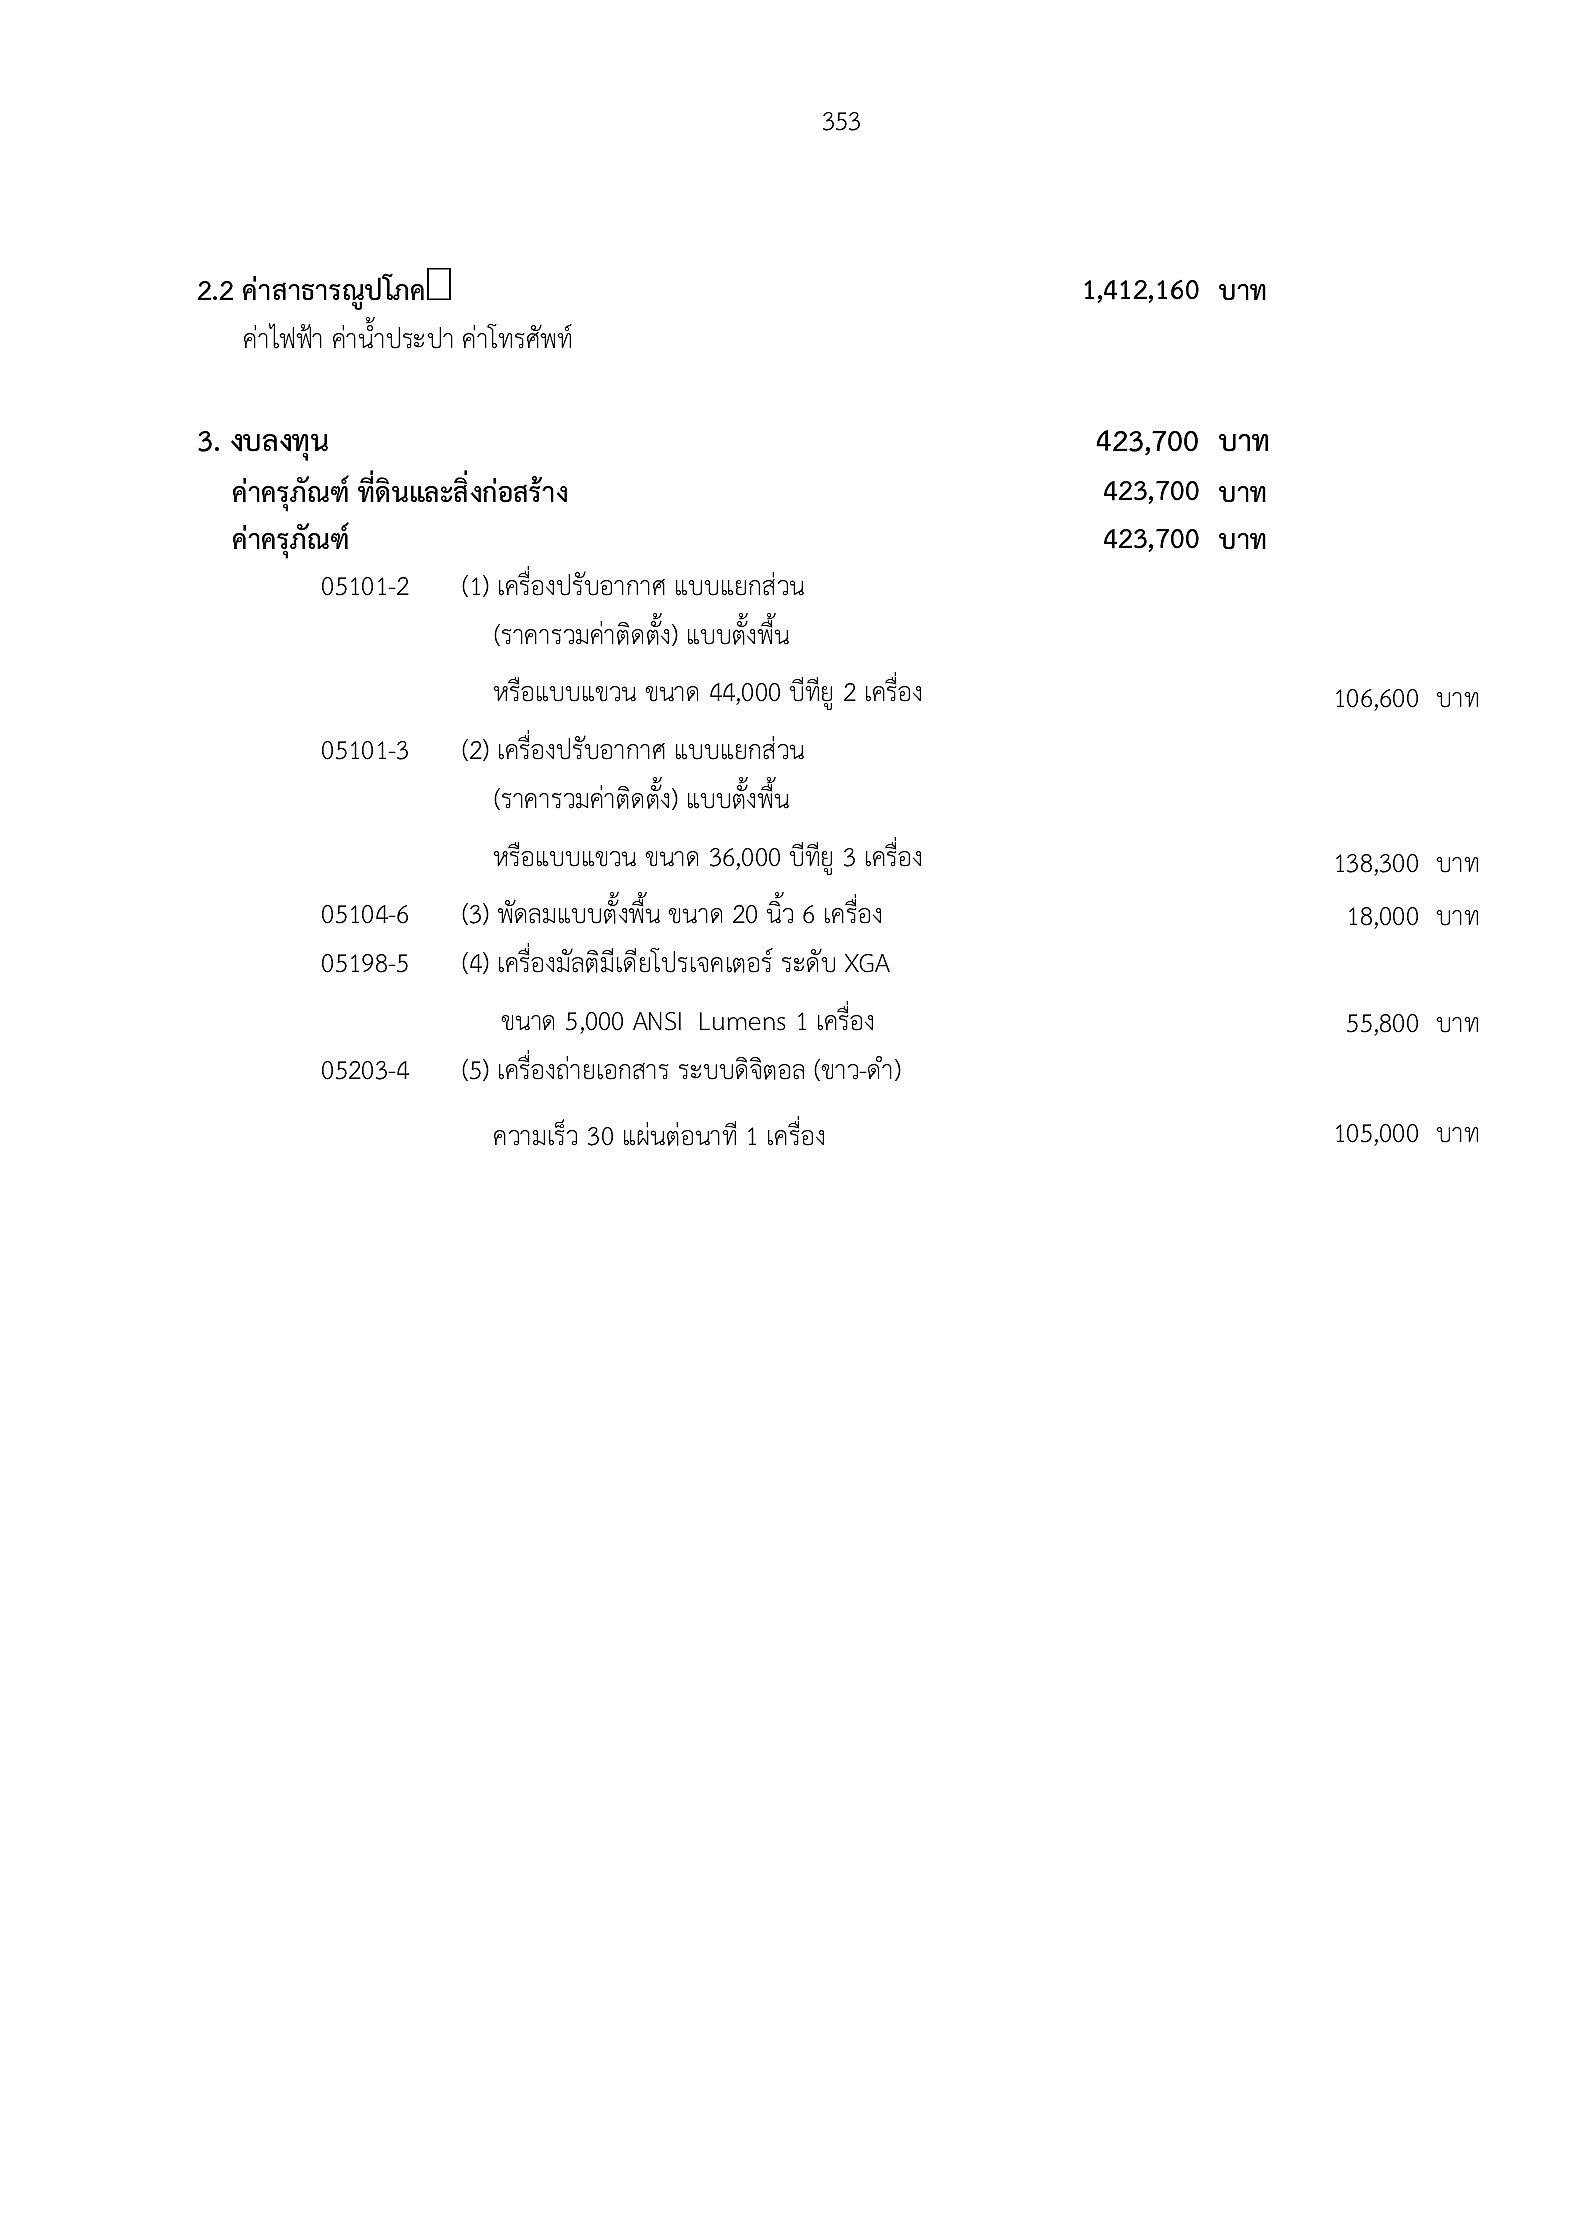 353
2.2 ค่าสาธารณูปโภค 1,412,160 บาท
ค่าไฟฟ้า ค่าน้ำประปา ค่าโทรศัพท์
3. งบลงทุน 423,700 บาท
ค่าครุภัณฑ์ ที่ดินและสิ่งก่อสร้าง 423,700 บาท
ค่าครุภัณฑ์ 423,700 บาท
05101-2 (1) เครื่องปรับอากาศ แบบแยกส่วน
(ราคารวมค่าติดตั้ง) แบบตั้งพื้น
หรือแบบแขวน ขนาด 44,000 บีทียู 2 เครื่อง 106,600 บาท
05101-3 (2) เครื่องปรับอากาศ แบบแยกส่วน
(ราคารวมค่าติดตั้ง) แบบตั้งพื้น
หรือแบบแขวน ขนาด 36,000 บีทียู 3 เครื่อง 138,300 บาท
05104-6 (3) พัดลมแบบตั้งพื้น ขนาด 20 นิ้ว 6 เครื่อง 18,000 บาท
05198-5 (4) เครื่องมัลติมีเดียโปรเจคเตอร์ ระดับ XGA
ขนาด 5,000 ANSI Lumens 1 เครื่อง 55,800 บาท
05203-4 (5) เครื่องถ่ายเอกสาร ระบบดิจิตอล (ขาว-ดำ)
ความเร็ว 30 แผ่นต่อนาที 1 เครื่อง 105,000 บาท